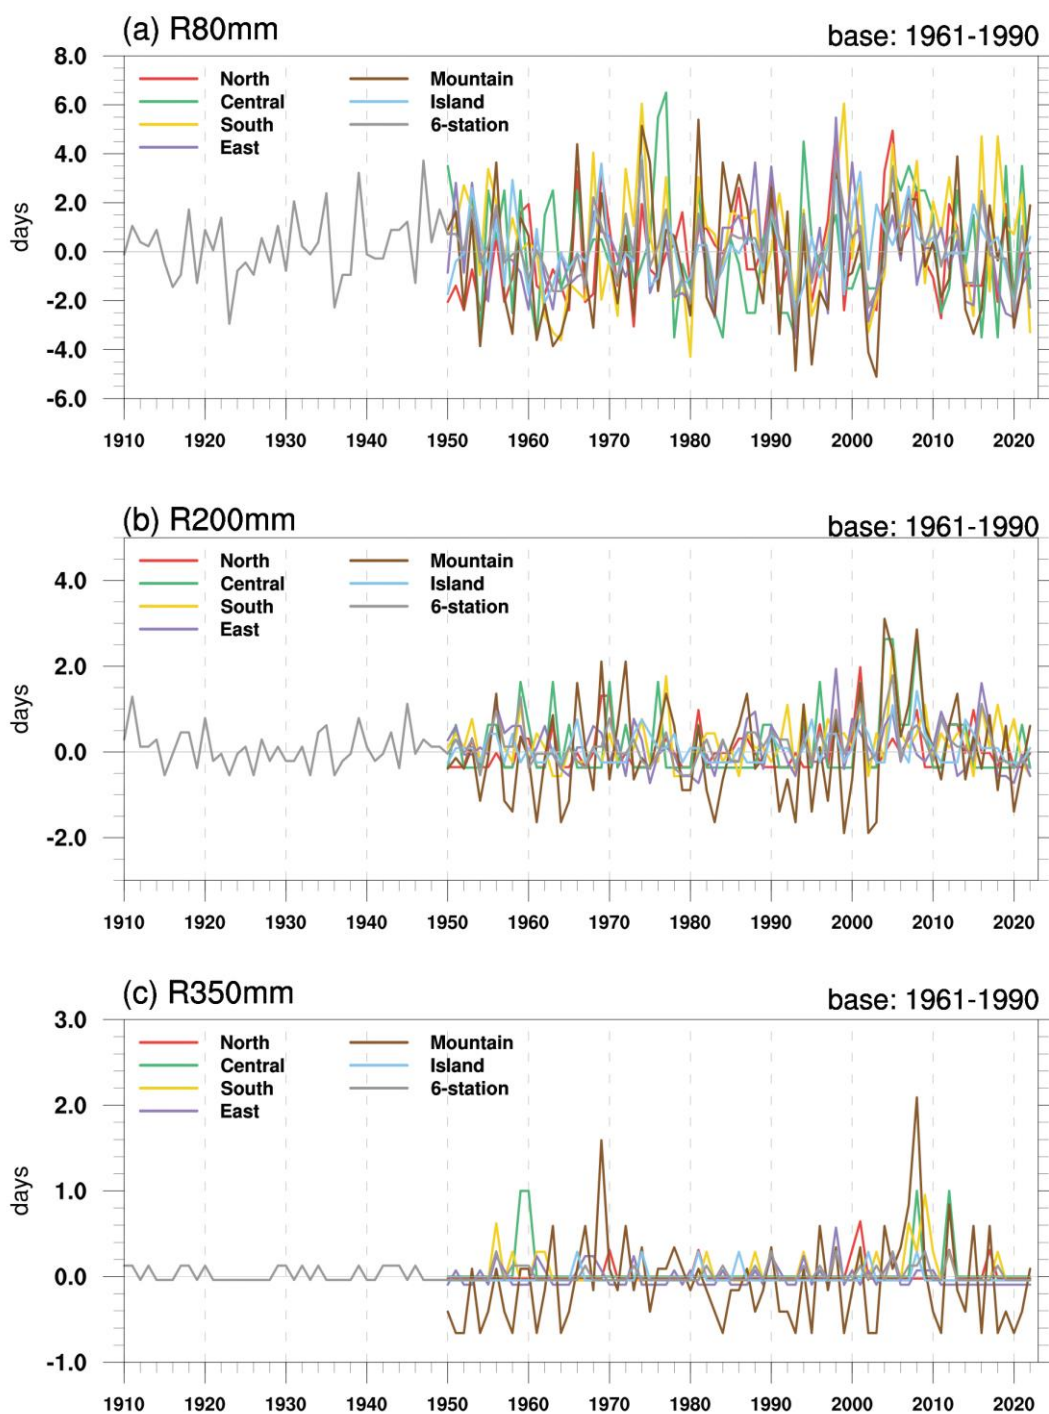 (a) R80mm
base: 1961-1990
8.0
6.0
4.0
2.0
0.0
-2.0
-4.0
-6.0
days
North
Central
South
East
Mountain
Island
6-station
1910 1920 1930 1940 1950 1960 1970 1980 1990 2000 2010 2020
(b) R200mm
base: 1961-1990
4.0
2.0
0.0
-2.0
days
North
Central
South
East
Mountain
Island
6-station
1910 1920 1930 1940 1950 1960 1970 1980 1990 2000 2010 2020
(c) R350mm
base: 1961-1990
3.0
2.0
1.0
0.0
-1.0
days
North
Central
South
East
Mountain
Island
6-station
1910 1920 1930 1940 1950 1960 1970 1980 1990 2000 2010 2020